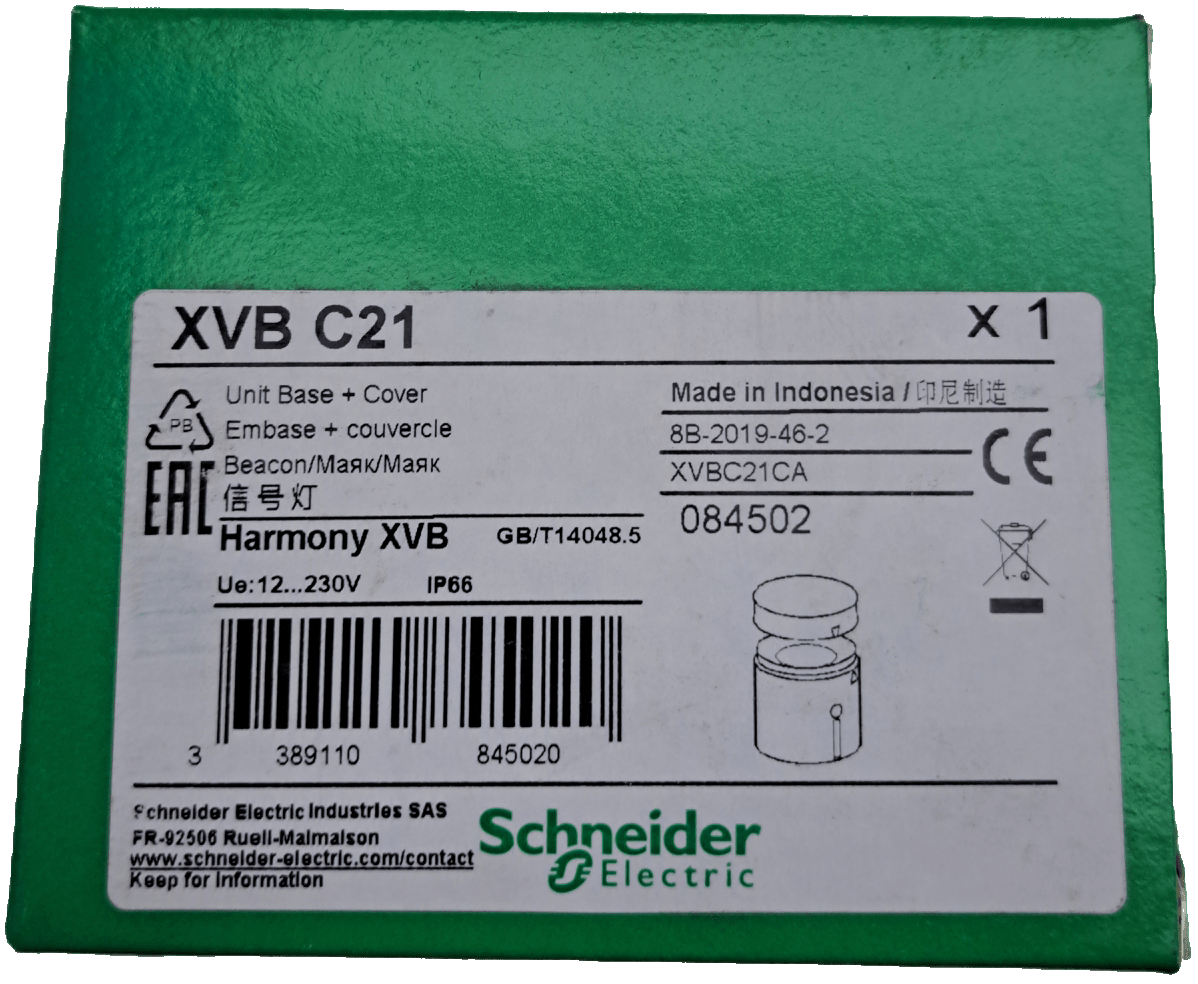 XVB C21
x 1
PB
Unit Base + Cover
Embase + couvercle
Beacon/Маяк/Маяк
信号灯
EAC
Harmony XVB GB/T14048.5
Ue:12...230V IP66
Made in Indonesia / 印尼制造
8B-2019-46-2
XVBC21CA
CE
084502
3 389110 845020
Schneider Electric Industries SAS
FR-92506 Rueil-Malmaison
www.schneider-electric.com/contact
Keep for Information
Schneider
Electric